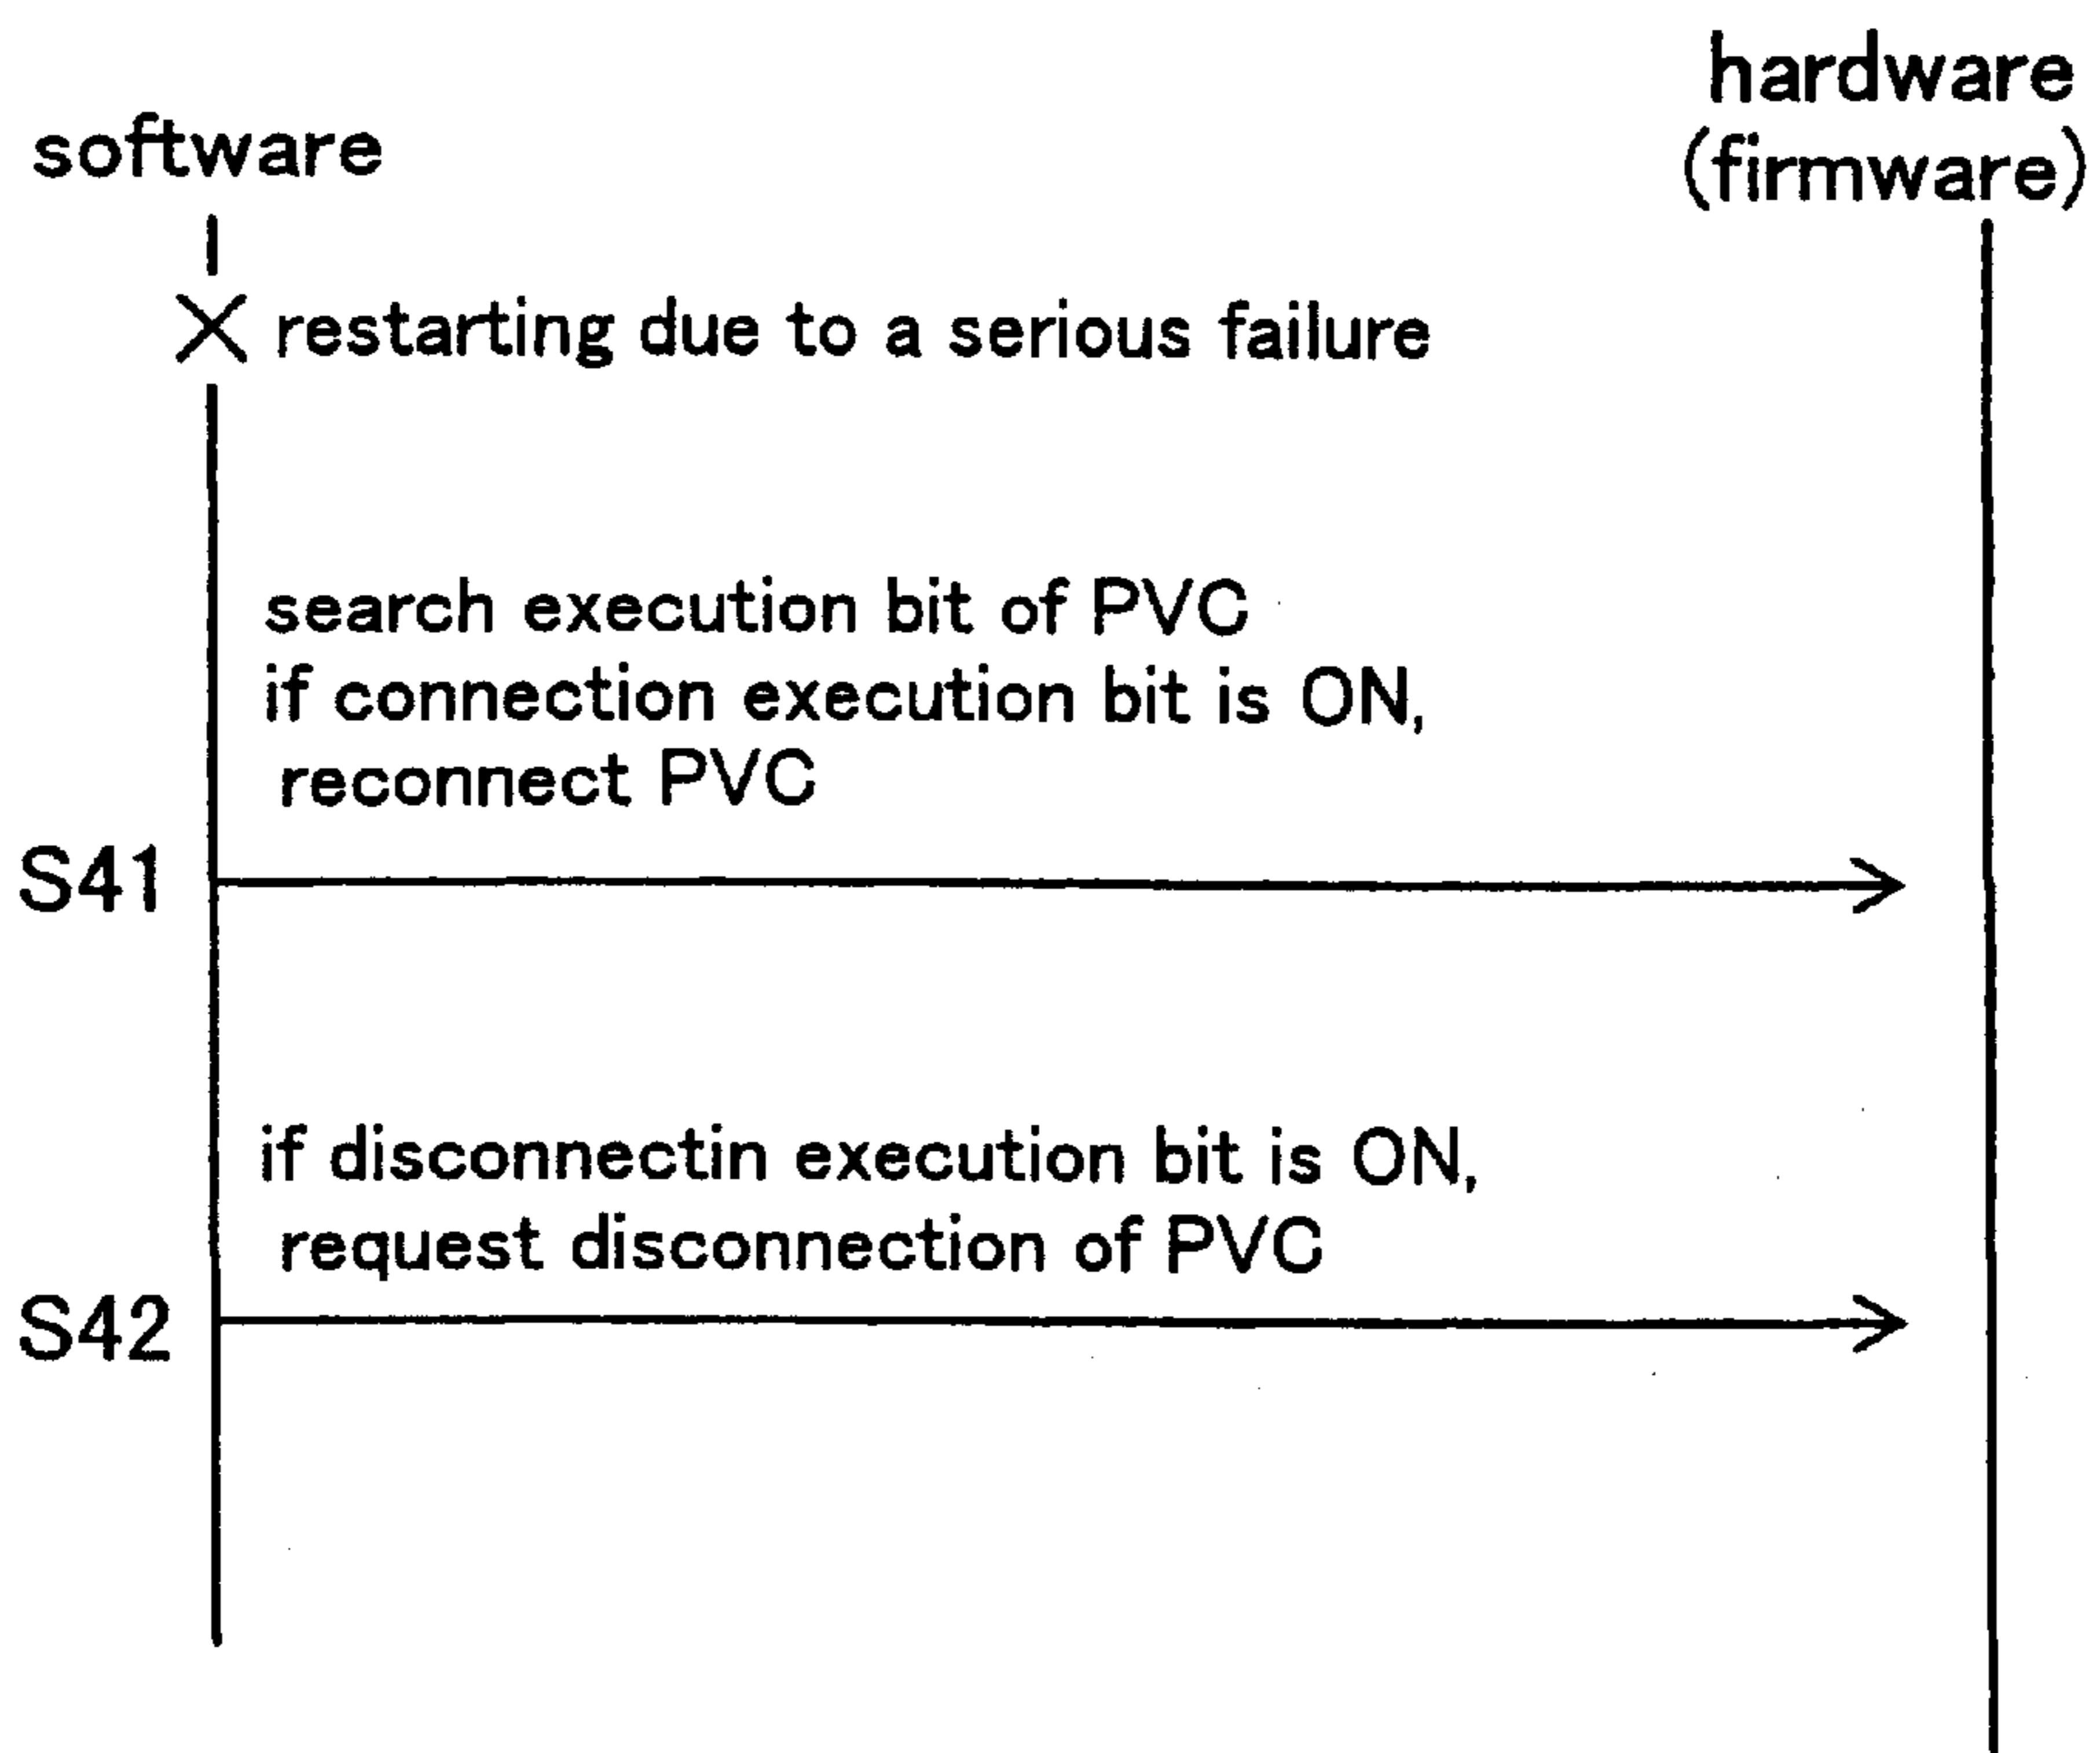 hardware
(firmware)
software
restarting due to a serious failure
search execution bit of PVC
if connection execution bit is ON,
reconnect PVC
S41
if disconnectin execution bit is ON,
request disconnection of PVC
S42